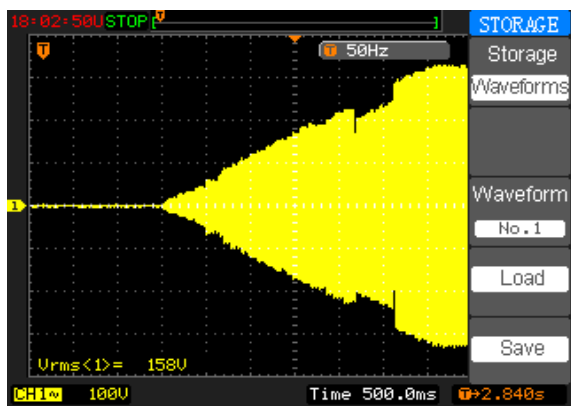 18:02:50U STOP STORAGE
T 50Hz Storage
Waveforms
Waveform
1
No.1
Load
Save
Vrms<1>= 158V
CH1~ 100V Time 500.0ms T→2.840s